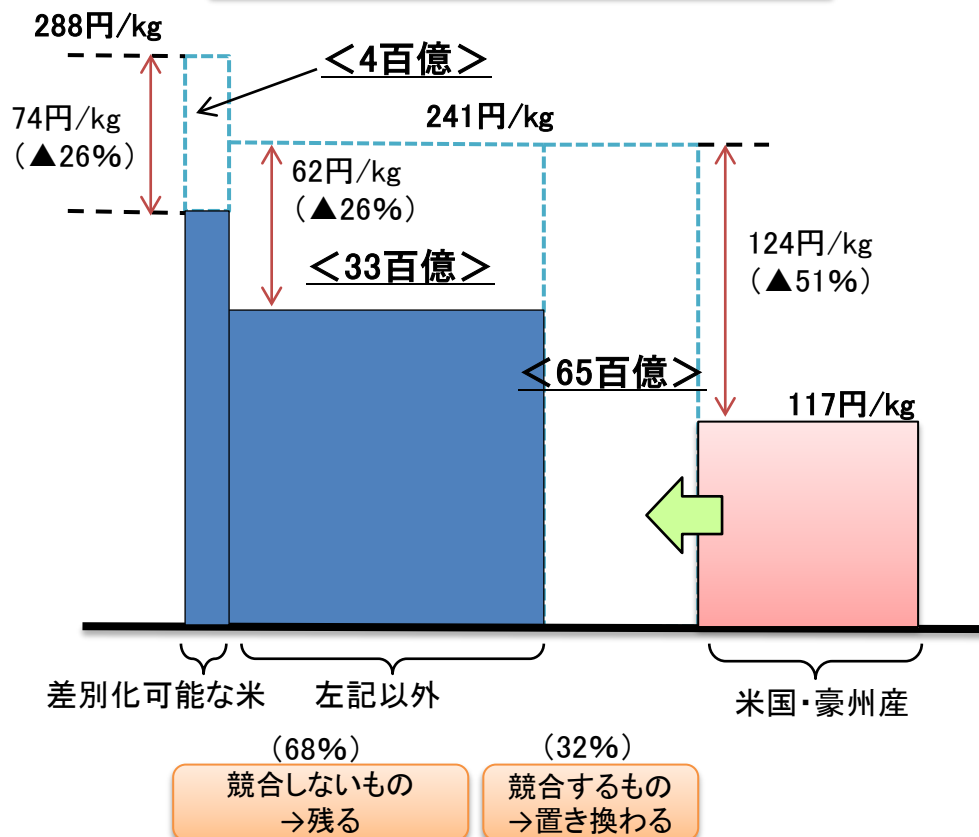 288円/kg
＜4百億＞
74円/kg
（▲26%）
241円/kg
62円/kg
（▲26%）
124円/kg
（▲51%）
＜33百億＞
＜65百億＞
117円/kg
差別化可能な米
左記以外
米国・豪州産
（68%）
競合しないもの
→残る
（32%）
競合するもの
→置き換わる